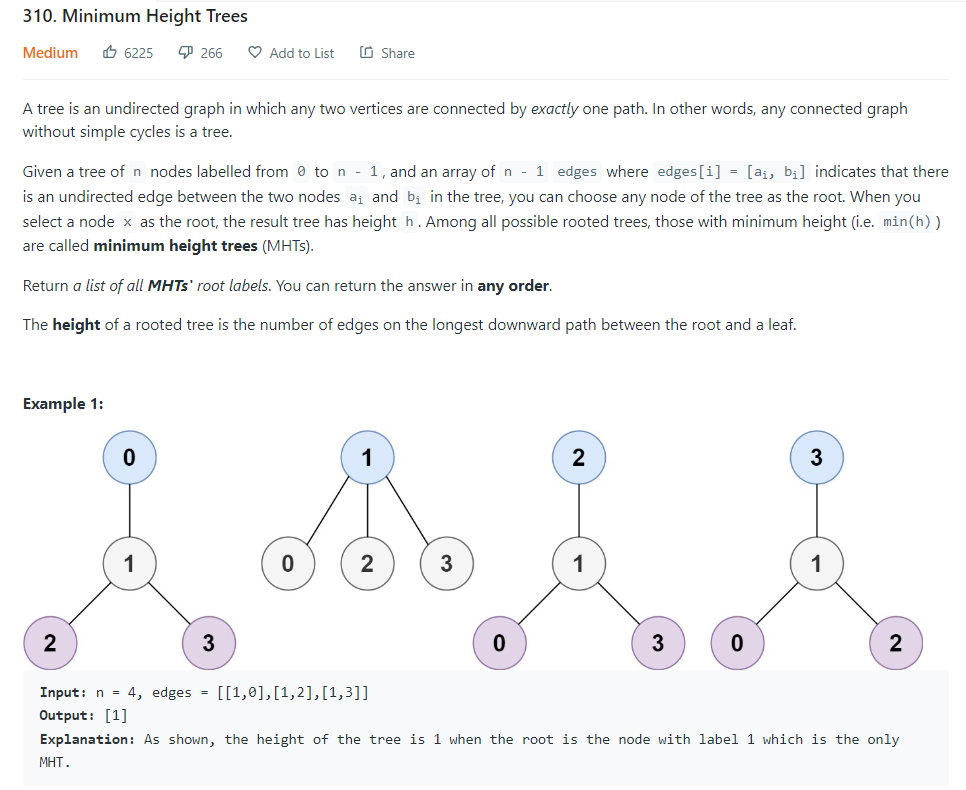 310. Minimum Height Trees
Medium 6225 266 Add to List Share
A tree is an undirected graph in which any two vertices are connected by exactly one path. In other words, any connected graph
without simple cycles is a tree.
Given a tree of n nodes labelled from 0 to n - 1, and an array of n - 1 edges where edges[i] = [aᵢ, bᵢ] indicates that there
is an undirected edge between the two nodes aᵢ and bᵢ in the tree, you can choose any node of the tree as the root. When you
select a node x as the root, the result tree has height h. Among all possible rooted trees, those with minimum height (i.e. min(h))
are called minimum height trees (MHTs).
Return a list of all MHTs' root labels. You can return the answer in any order.
The height of a rooted tree is the number of edges on the longest downward path between the root and a leaf.
Example 1:
0 1 2 3
1 0 2 3 1 1
2 3 0 3 0 2
Input: n = 4, edges = [[1,0],[1,2],[1,3]]
Output: [1]
Explanation: As shown, the height of the tree is 1 when the root is the node with label 1 which is the only
MHT.